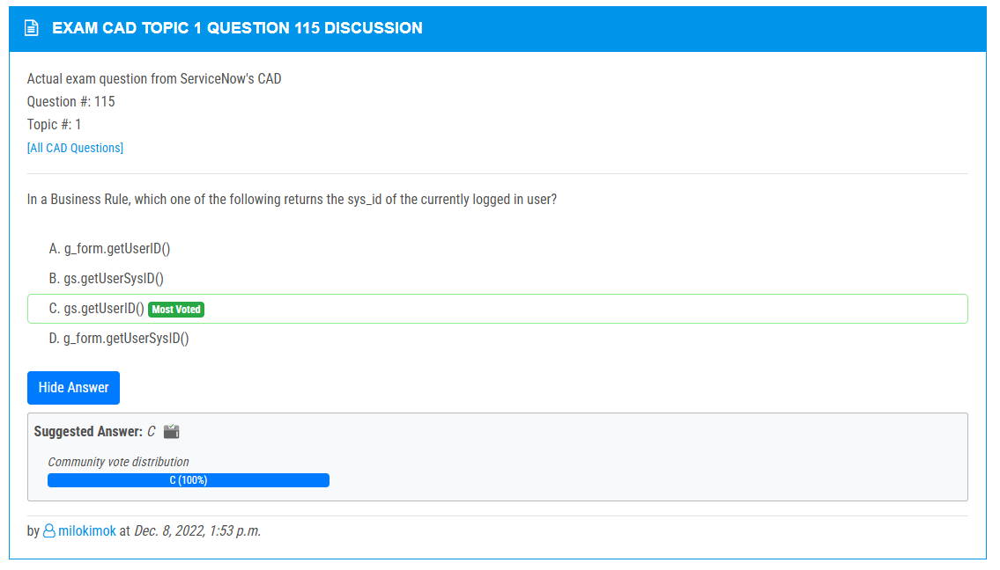 EXAM CAD TOPIC 1 QUESTION 115 DISCUSSION
Actual exam question from ServiceNow's CAD
Question #: 115
Topic #: 1
[All CAD Questions]
In a Business Rule, which one of the following returns the sys_id of the currently logged in user?
A. g_form.getUserID()
B. gs.getUserSysID()
C. gs.getUserID() Most Voted
D. g_form.getUserSysID()
Hide Answer
Suggested Answer: C
Community vote distribution
C (100%)
by milokimok at Dec. 8, 2022, 1:53 p.m.